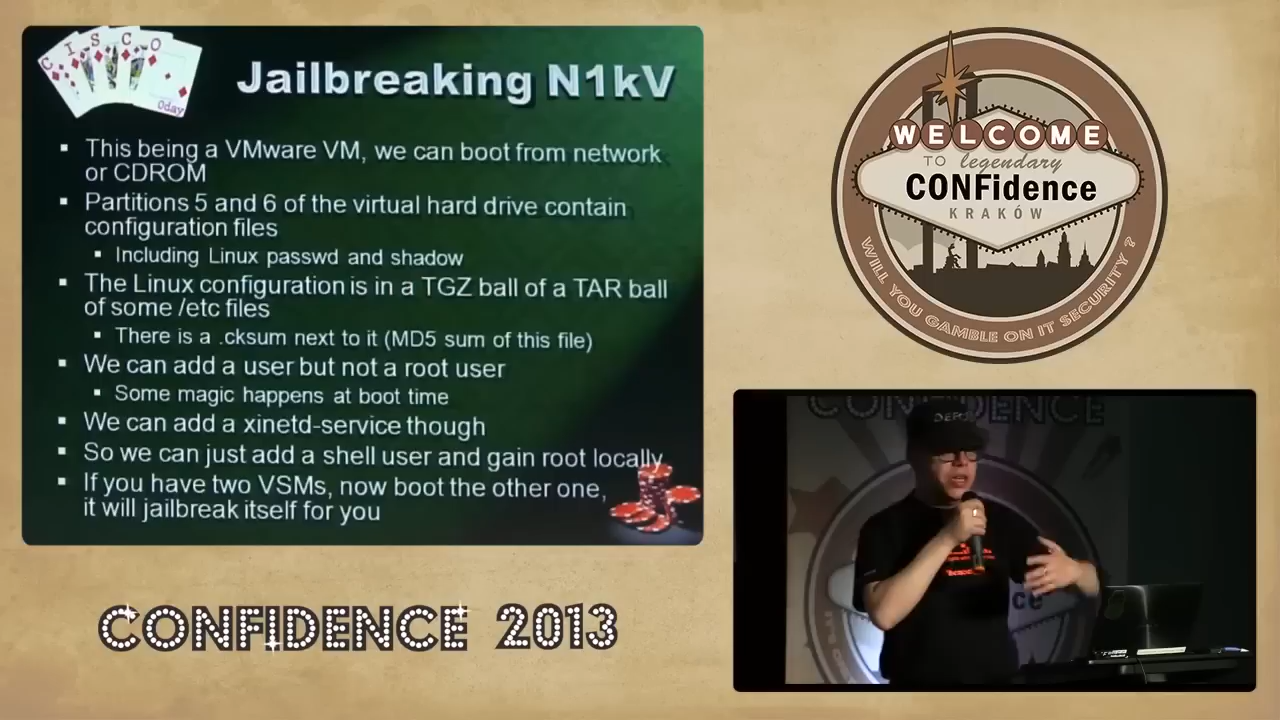 C I S C O
0day
Jailbreaking N1kV
▪ This being a VMware VM, we can boot from network
or CDROM
▪ Partitions 5 and 6 of the virtual hard drive contain
configuration files
▪ Including Linux passwd and shadow
▪ The Linux configuration is in a TGZ ball of a TAR ball
of some /etc files
▪ There is a .cksum next to it (MD5 sum of this file)
▪ We can add a user but not a root user
▪ Some magic happens at boot time
▪ We can add a xinetd-service though
▪ So we can just add a shell user and gain root locally
▪ If you have two VSMs, now boot the other one,
it will jailbreak itself for you
CONFIDENCE 2013
WELCOME
TO legendary
CONFidence
KRAKÓW
WILL YOU GAMBLE ON IT SECURITY ?
CONFIDENCE